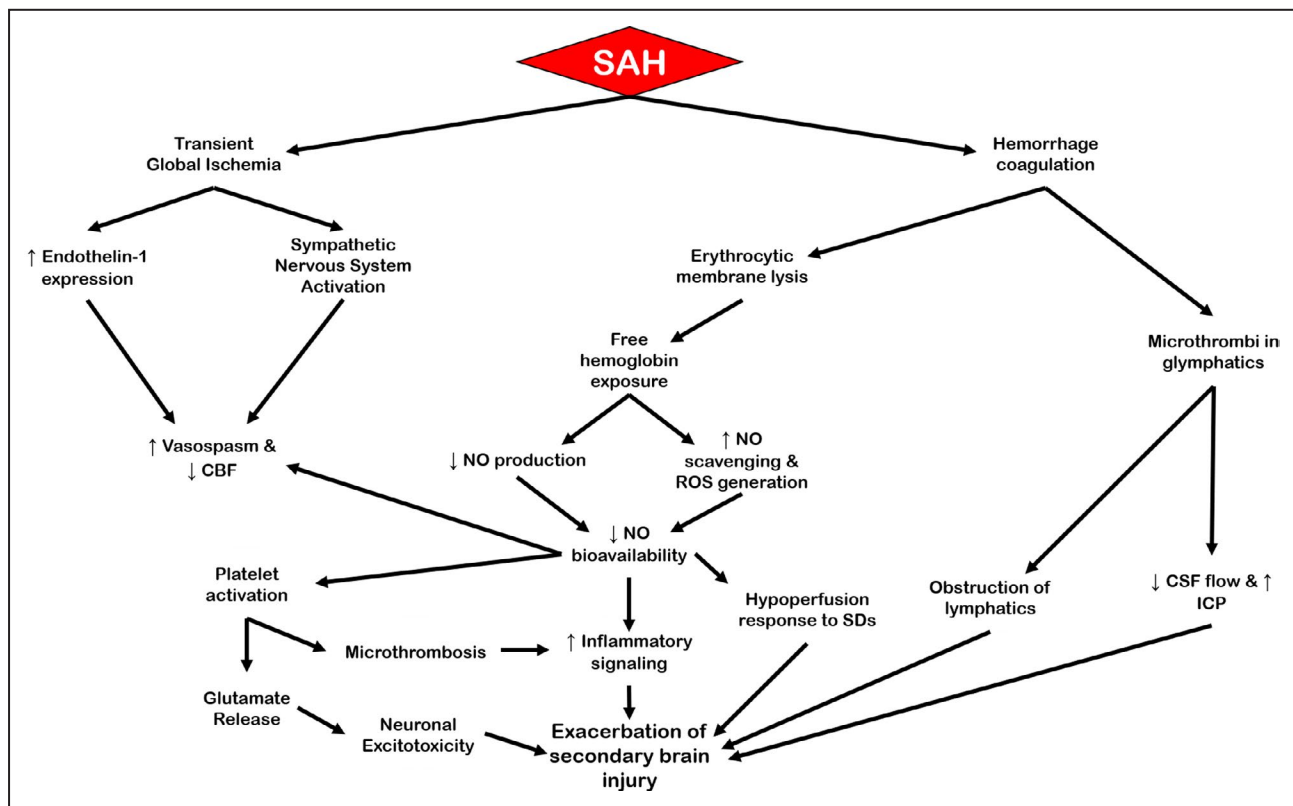 SAH
Transient
Global Ischemia
Hemorrhage
coagulation
↑ Endothelin-1
expression
Sympathetic
Nervous System
Activation
Erythrocytic
membrane lysis
Free
hemoglobin
exposure
Microthrombi in
glymphatics
↑ Vasospasm &
↓ CBF
↓ NO production
↑ NO
scavenging &
ROS generation
↓ NO
bioavailability
Platelet
activation
Hypoperfusion
response to SDs
Obstruction of
lymphatics
↓ CSF flow & ↑
ICP
Microthrombosis
↑ Inflammatory
signaling
Glutamate
Release
Neuronal
Excitotoxicity
Exacerbation of
secondary brain
injury